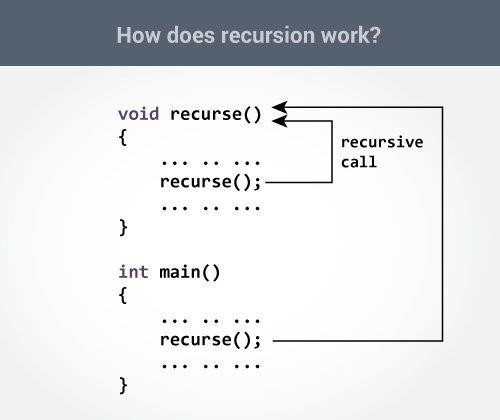 How does recursion work?
void recurse()
{
... .. ...
recurse();
... .. ...
}
recursive
call
int main()
{
... .. ...
recurse();
... .. ...
}